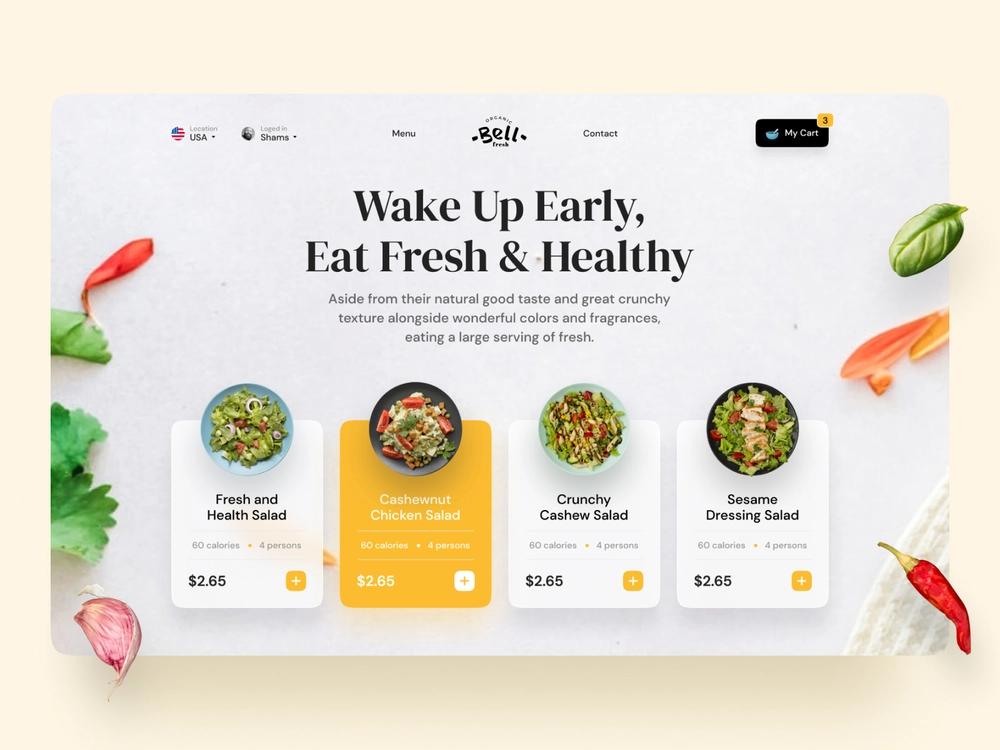 Location
USA
Loged in
Shams
Menu
ORGANIC
Bell
fresh
Contact
My Cart
3
Wake Up Early,
Eat Fresh & Healthy
Aside from their natural good taste and great crunchy
texture alongside wonderful colors and fragrances,
eating a large serving of fresh.
Fresh and
Health Salad
60 calories • 4 persons
$2.65
+
Cashewnut
Chicken Salad
60 calories • 4 persons
$2.65
+
Crunchy
Cashew Salad
60 calories • 4 persons
$2.65
+
Sesame
Dressing Salad
60 calories • 4 persons
$2.65
+